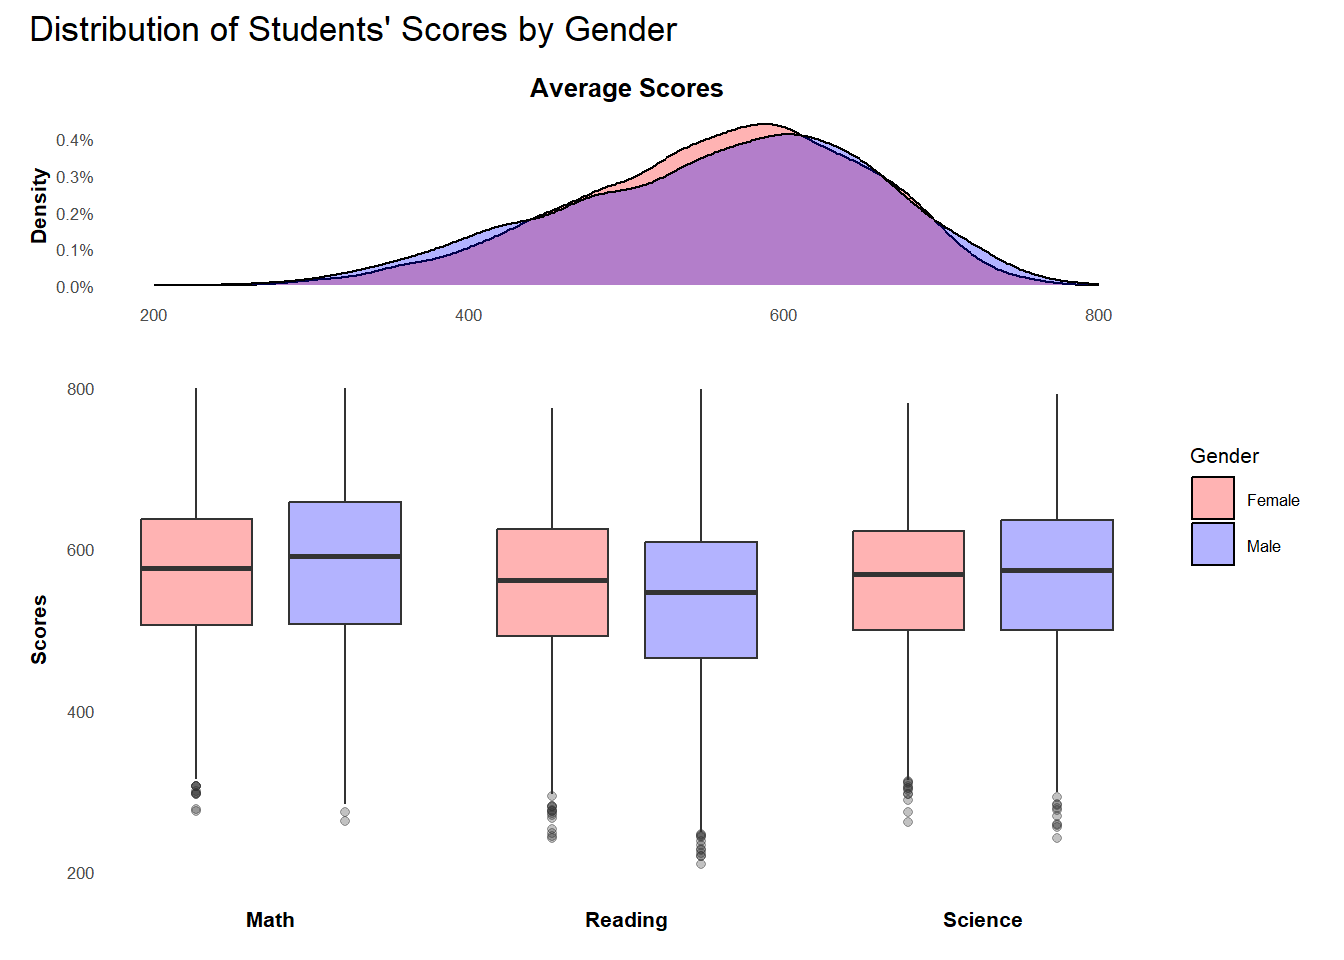 Distribution of Students' Scores by Gender
Average Scores
Density
0.4%
0.3%
0.2%
0.1%
0.0%
200 400 600 800
Scores
800
600
400
200
Math Reading Science
Gender
Female
Male